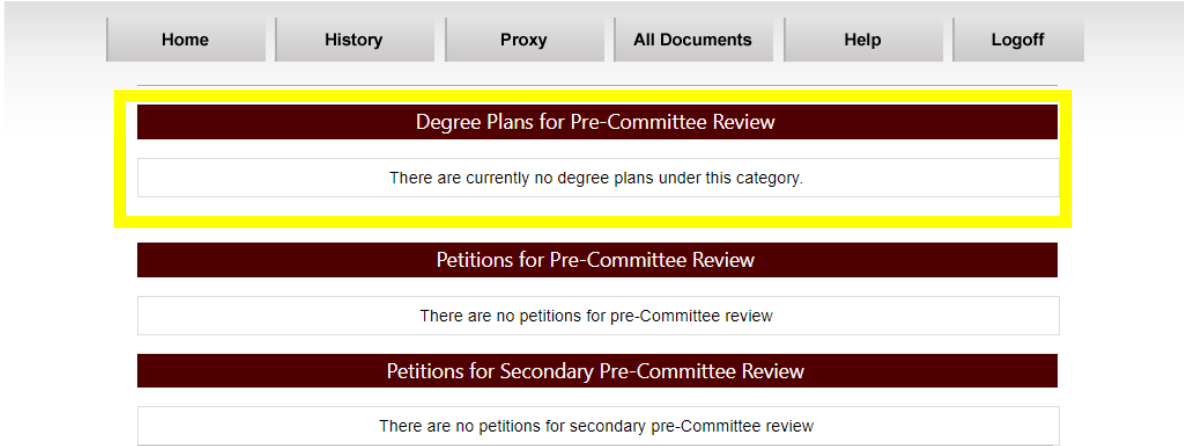 Home History Proxy All Documents Help Logoff
Degree Plans for Pre-Committee Review
There are currently no degree plans under this category.
Petitions for Pre-Committee Review
There are no petitions for pre-Committee review
Petitions for Secondary Pre-Committee Review
There are no petitions for secondary pre-Committee review